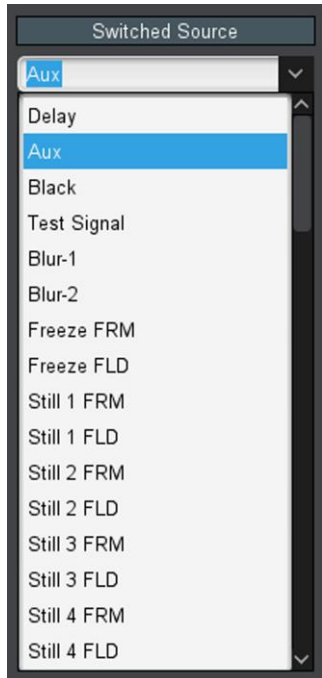 Switched Source
Aux
Delay
Aux
Black
Test Signal
Blur-1
Blur-2
Freeze FRM
Freeze FLD
Still 1 FRM
Still 1 FLD
Still 2 FRM
Still 2 FLD
Still 3 FRM
Still 3 FLD
Still 4 FRM
Still 4 FLD